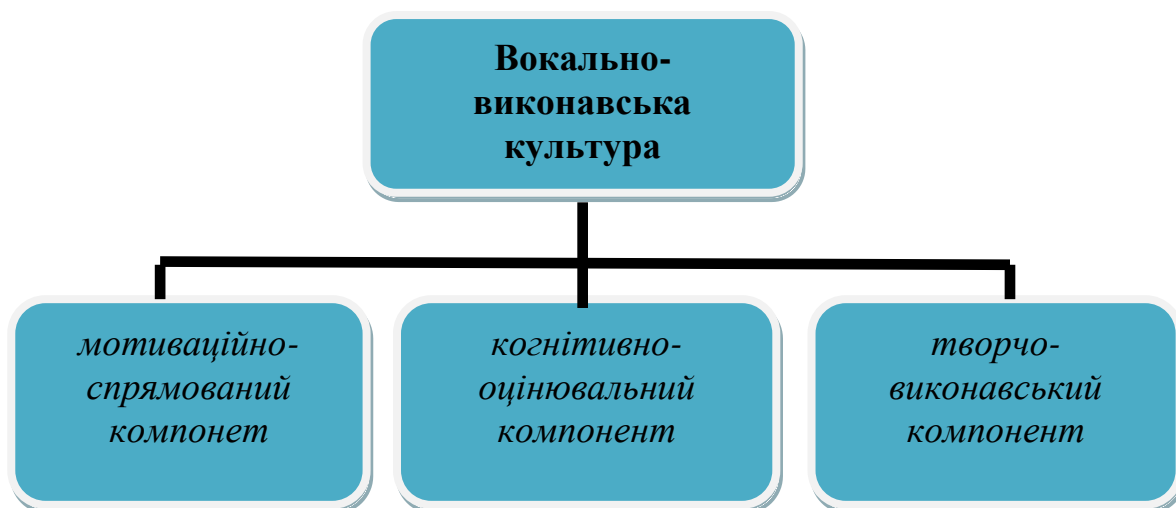 Вокально-
виконавська
культура
мотиваційно-
спрямований
компонет
когнітивно-
оцінювальний
компонент
творчо-
виконавський
компонент